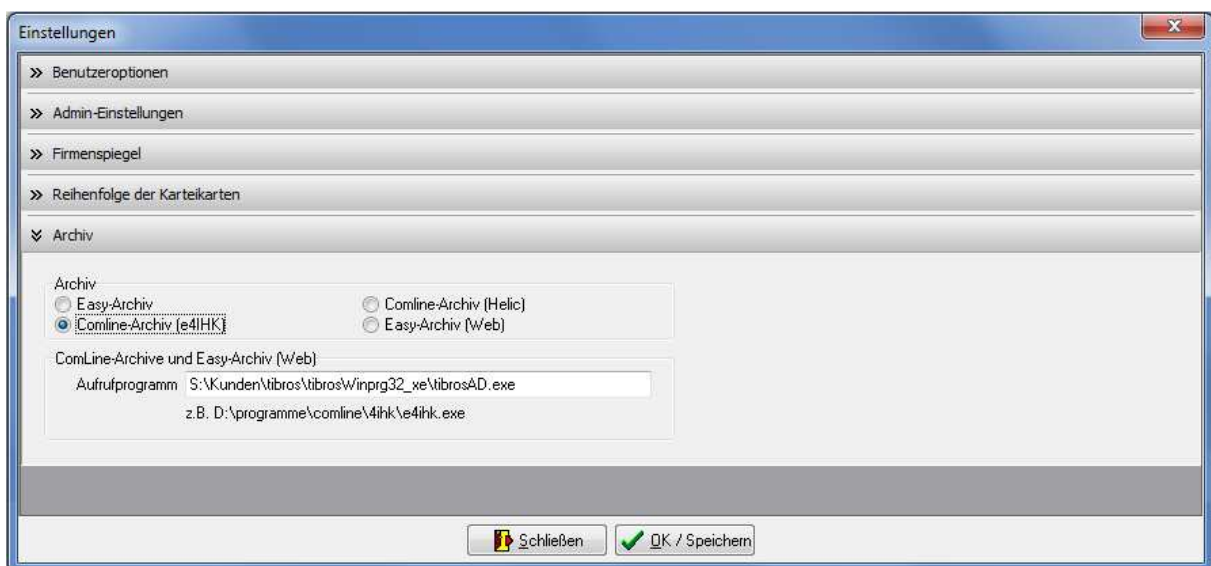 Einstellungen
Benutzeroptionen
Admin-Einstellungen
Firmenspiegel
Reihenfolge der Karteikarten
Archiv
Archiv
Easy-Archiv
Comline-Archiv (Helic)
Comline-Archiv (e4IHK)
Easy-Archiv (Web)
ComLine-Archive und Easy-Archiv (Web)
Aufrufprogramm S:\Kunden\tibros\tibrosWinprg32_xe\tibrosAD.exe
z.B. D:\programme\comline\4ihk\e4ihk.exe
Schließen OK / Speichern